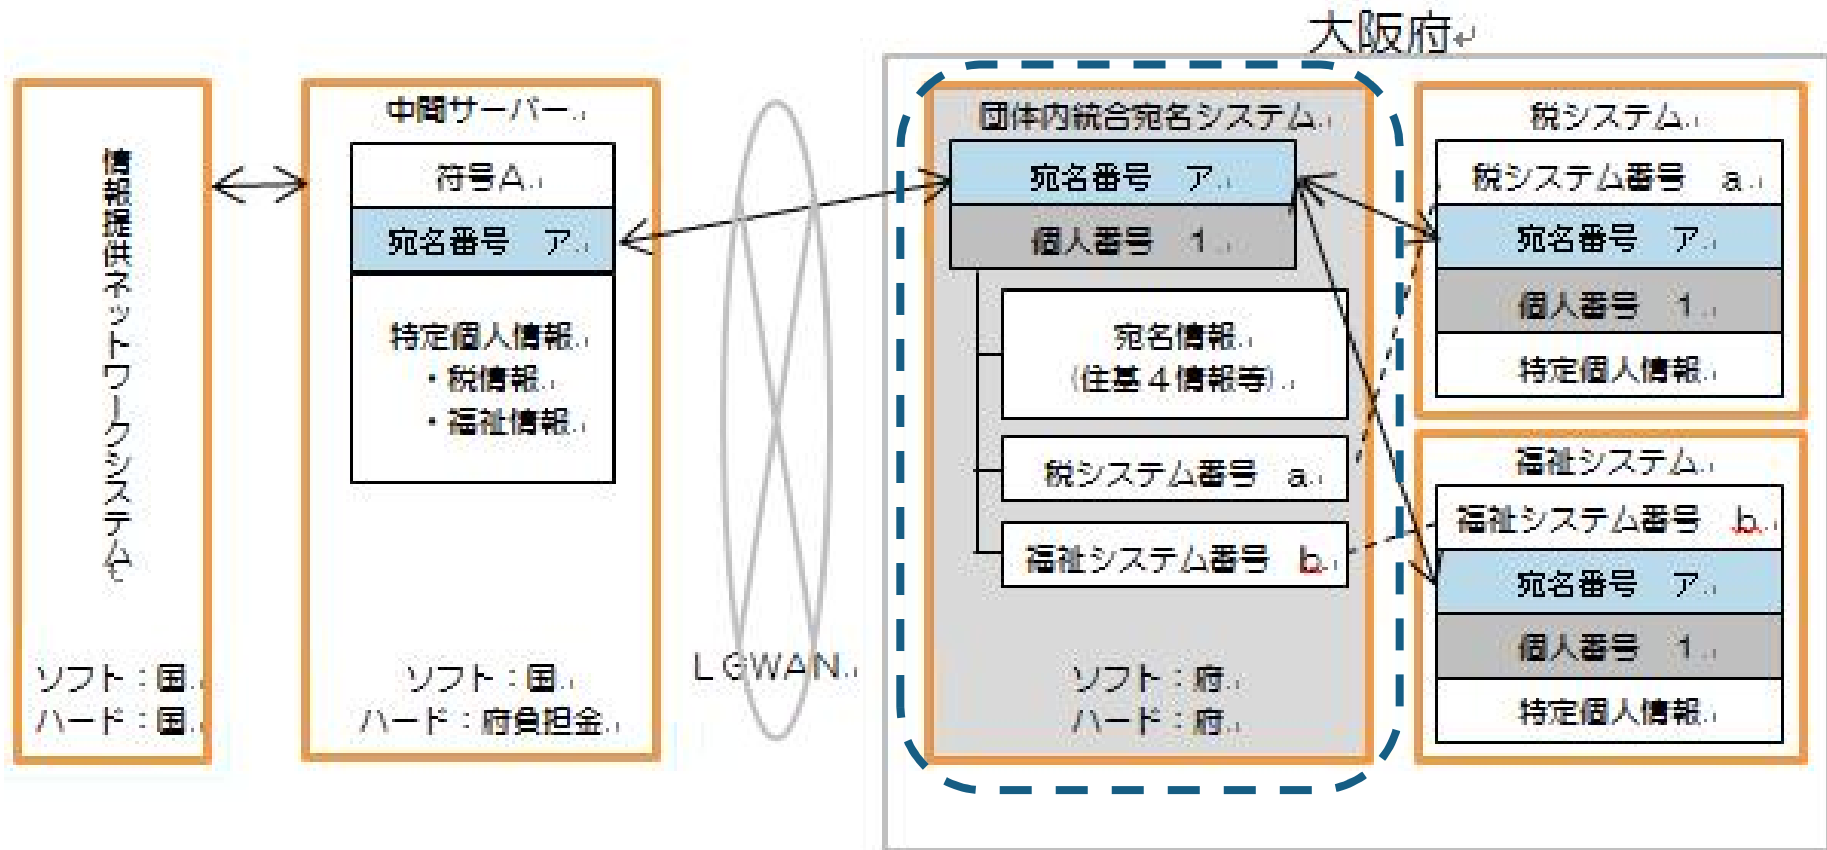 大阪府
情報提供ネットワークシステム
ソフト：国
ハード：国
中間サーバー
符号A
宛名番号　ア
特定個人情報
・税情報
・福祉情報
ソフト：国
ハード：府負担金
LGWAN
団体内統合宛名システム
宛名番号　ア
個人番号　1
宛名情報
(住基４情報等)
税システム番号　a
福祉システム番号　b
ソフト：府
ハード：府
税システム
税システム番号　a
宛名番号　ア
個人番号　1
特定個人情報
福祉システム
福祉システム番号　b
宛名番号　ア
個人番号　1
特定個人情報